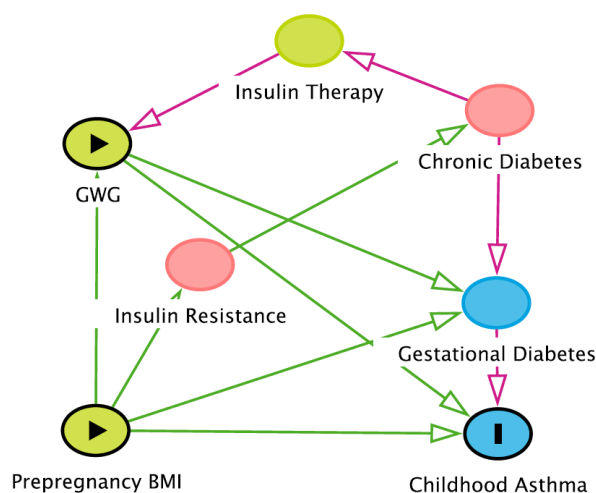 Insulin Therapy
Chronic Diabetes
GWG
Insulin Resistance
Gestational Diabetes
Prepregnancy BMI
Childhood Asthma